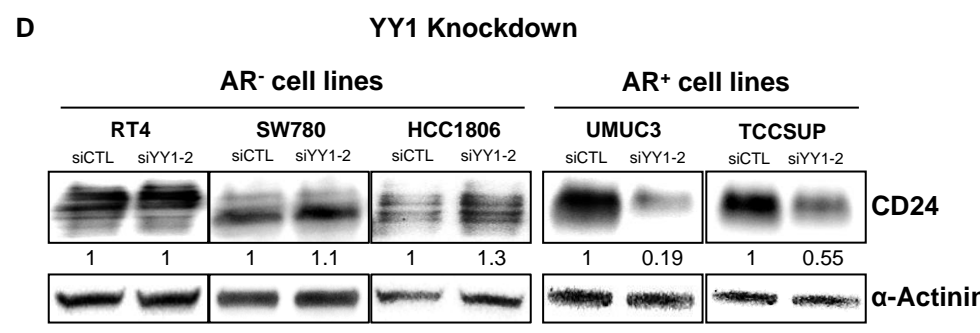 D YY1 Knockdown
AR⁻ cell lines AR⁺ cell lines
RT4 SW780 HCC1806 UMUC3 TCCSUP
siCTL siYY1-2 siCTL siYY1-2 siCTL siYY1-2 siCTL siYY1-2 siCTL siYY1-2
CD24
1 1 1 1.1 1 1.3 1 0.19 1 0.55
α-Actinin